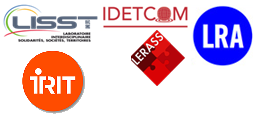 LISST
LABORATOIRE
INTERDISCIPLINAIRE
SOLIDARITÉS, SOCIÉTÉS, TERRITOIRES
IDETCOM
LERASS
LRA
IRIT